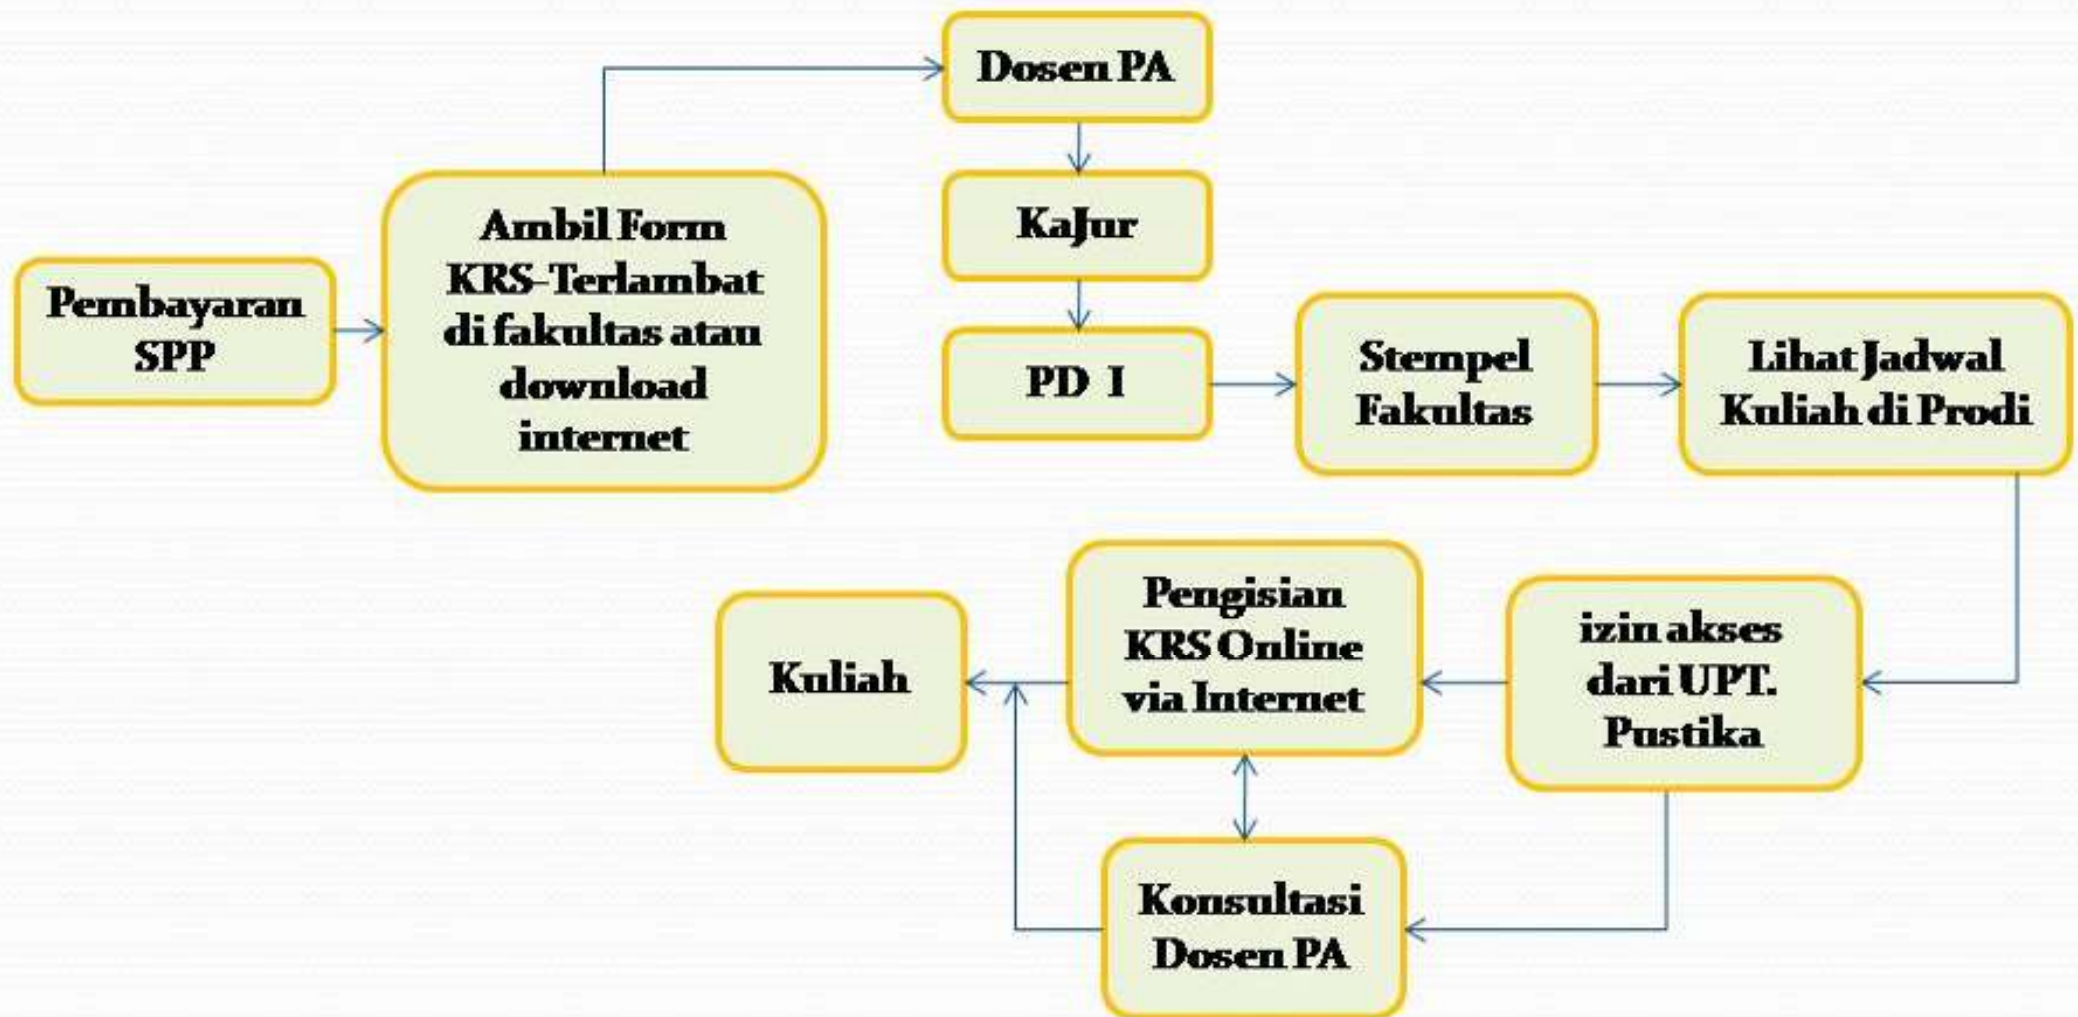 Pembayaran
SPP
Ambil Form
KRS-Terlambat
di fakultas atau
download
internet
Dosen PA
KaJur
PD I
Stempel
Fakultas
Lihat Jadwal
Kuliah di Prodi
izin akses
dari UPT.
Pustika
Pengisian
KRS Online
via Internet
Konsultasi
Dosen PA
Kuliah